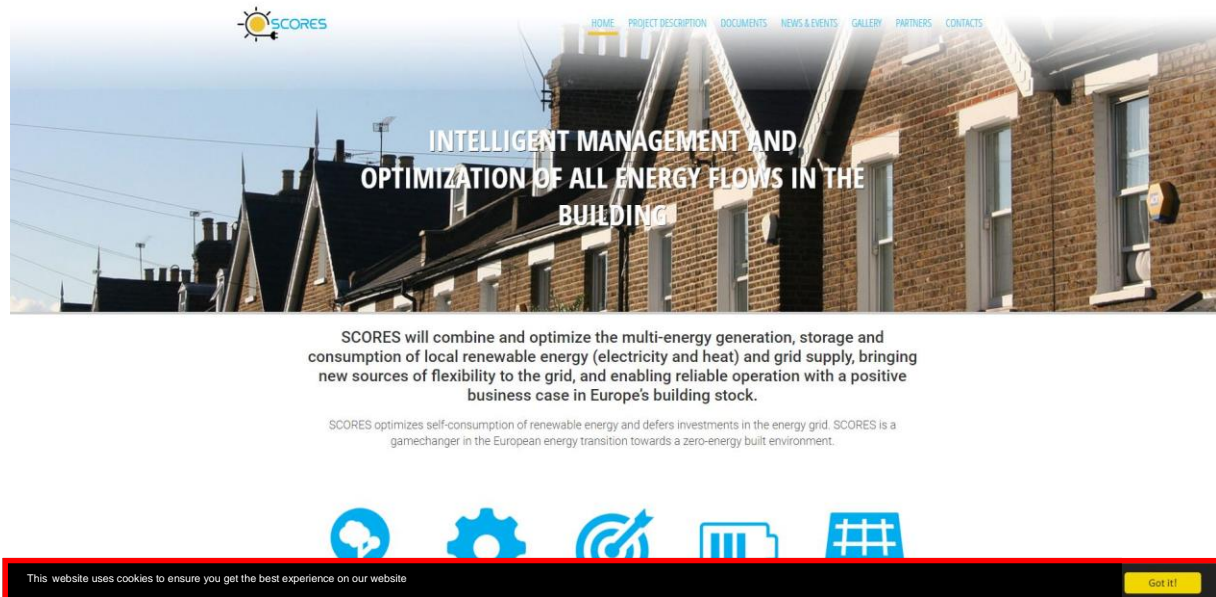 SCORES
HOME PROJECT DESCRIPTION DOCUMENTS NEWS & EVENTS GALLERY PARTNERS CONTACTS
INTELLIGENT MANAGEMENT AND
OPTIMIZATION OF ALL ENERGY FLOWS IN THE
BUILDING
SCORES will combine and optimize the multi-energy generation, storage and
consumption of local renewable energy (electricity and heat) and grid supply, bringing
new sources of flexibility to the grid, and enabling reliable operation with a positive
business case in Europe's building stock.
SCORES optimizes self-consumption of renewable energy and defers investments in the energy grid. SCORES is a
gamechanger in the European energy transition towards a zero-energy built environment.
This website uses cookies to ensure you get the best experience on our website
Got it!